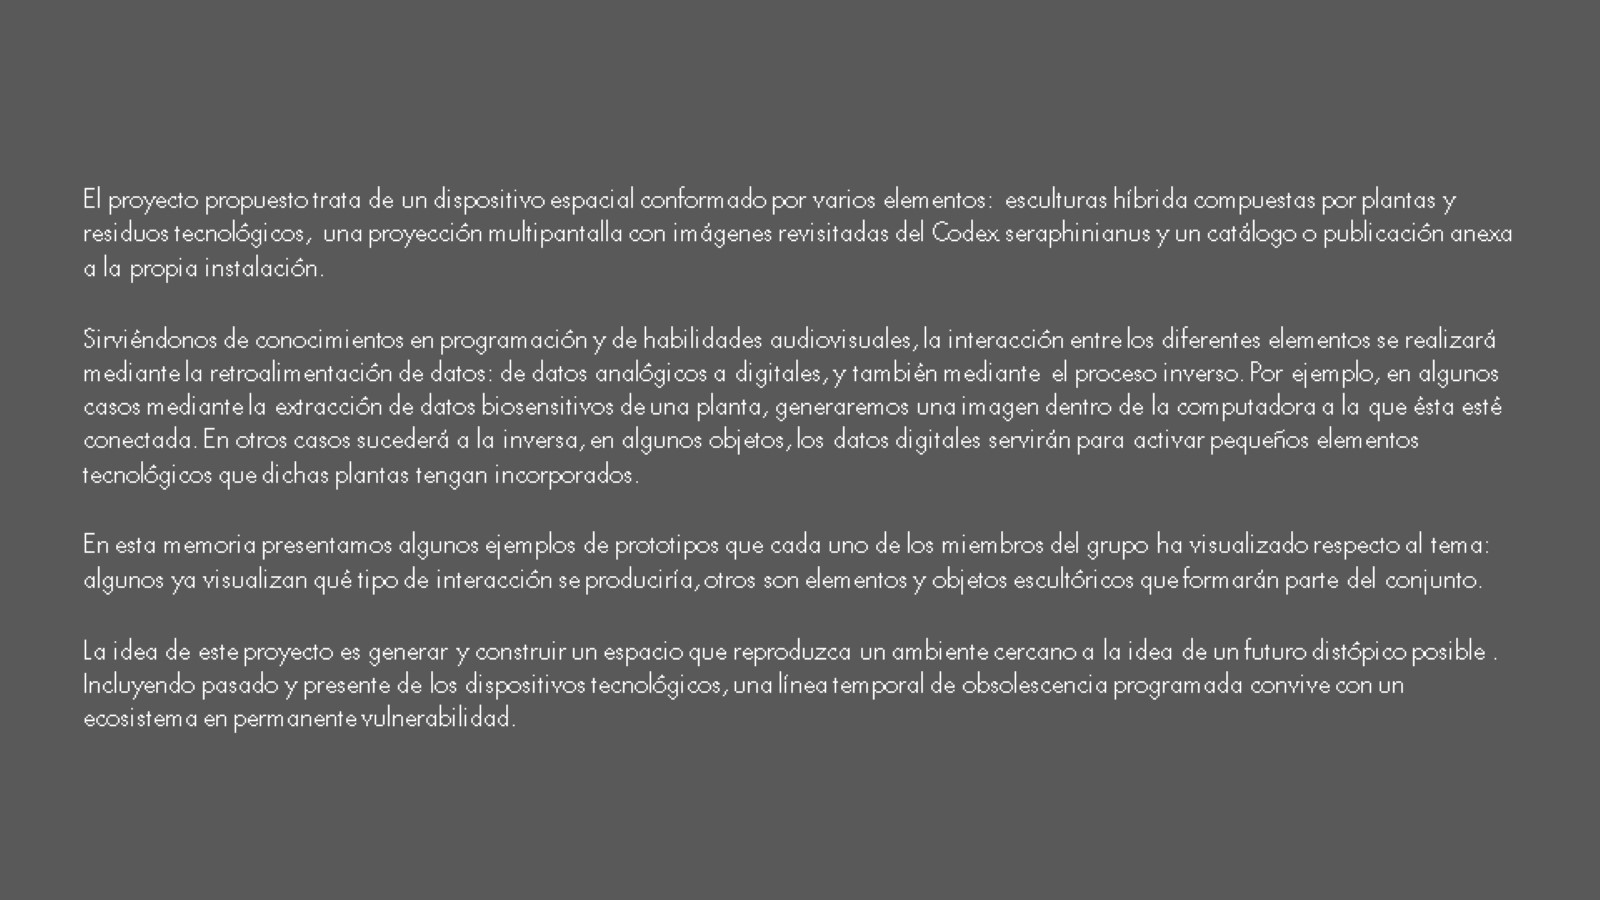 El proyecto propuesto trata de un dispositivo espacial conformado por varios elementos: esculturas híbrida compuestas por plantas y
residuos tecnológicos, una proyección multipantalla con imágenes revisitadas del Codex seraphinianus y un catálogo o publicación anexa
a la propia instalación.
Sirviéndonos de conocimientos en programación y de habilidades audiovisuales, la interacción entre los diferentes elementos se realizará
mediante la retroalimentación de datos: de datos analógicos a digitales, y también mediante el proceso inverso. Por ejemplo, en algunos
casos mediante la extracción de datos biosensitivos de una planta, generaremos una imagen dentro de la computadora a la que ésta esté
conectada. En otros casos sucederá a la inversa, en algunos objetos, los datos digitales servirán para activar pequeños elementos
tecnológicos que dichas plantas tengan incorporados.
En esta memoria presentamos algunos ejemplos de prototipos que cada uno de los miembros del grupo ha visualizado respecto al tema:
algunos ya visualizan qué tipo de interacción se produciría, otros son elementos y objetos escultóricos que formarán parte del conjunto.
La idea de este proyecto es generar y construir un espacio que reproduzca un ambiente cercano a la idea de un futuro distópico posible .
Incluyendo pasado y presente de los dispositivos tecnológicos, una línea temporal de obsolescencia programada convive con un
ecosistema en permanente vulnerabilidad.